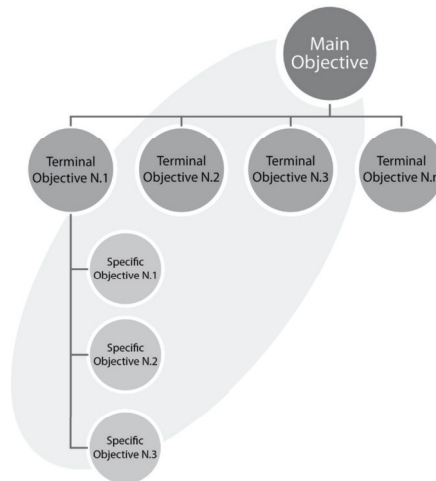 Main
Objective
Terminal
Objective N.1
Terminal
Objective N.2
Terminal
Objective N.3
Terminal
Objective N.n
Specific
Objective N.1
Specific
Objective N.2
Specific
Objective N.3